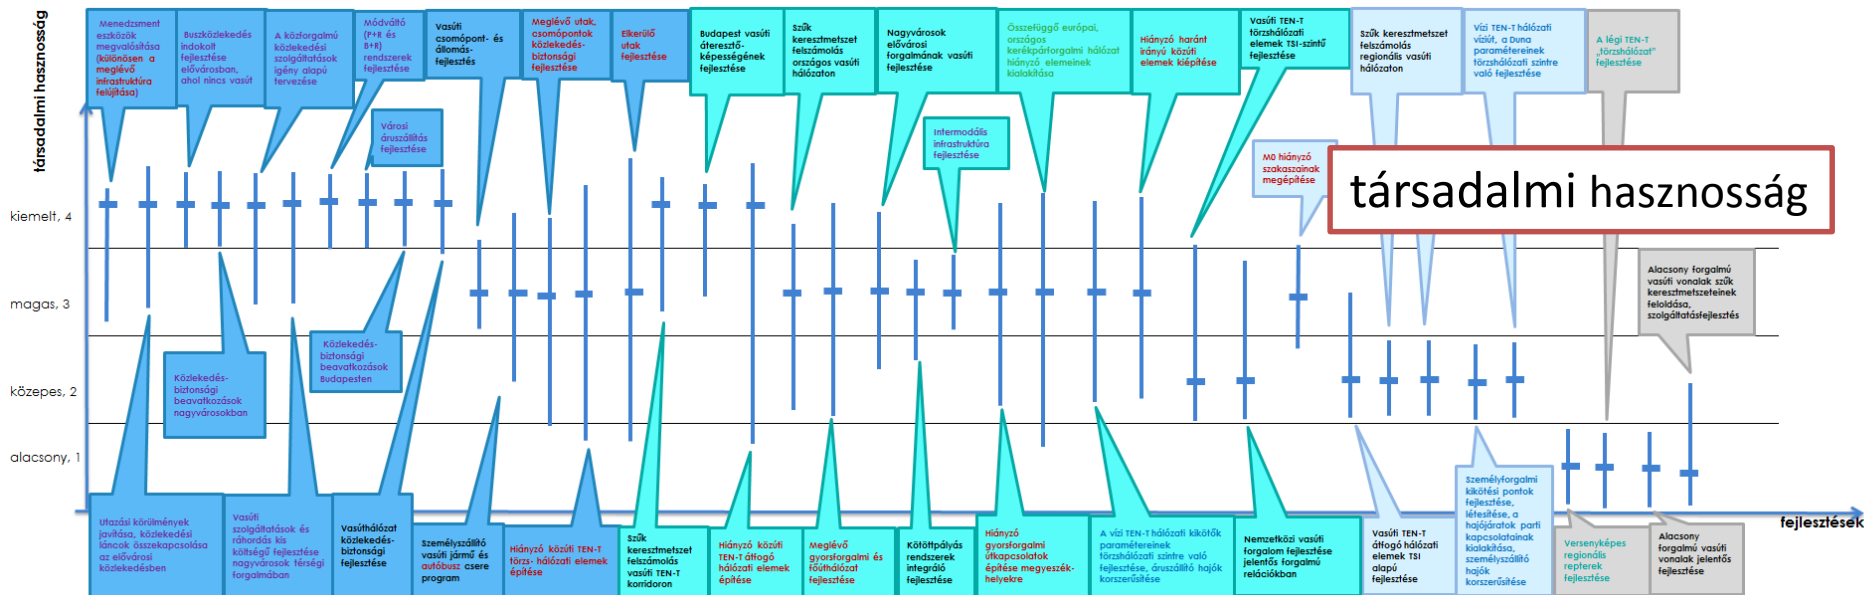 társadalmi hasznosság
Menedzsment
eszközök
megvalósítása
(különösen a
meglévő
infrastruktúra
felújítása)
Buszközlekedés
indokolt
fejlesztése
elővárosban,
ahol nincs vasút
A közforgalmú
közlekedési
szolgáltatások
igény alapú
tervezése
Módváltó
(P+R és
B+R)
rendszerek
fejlesztése
Vasúti
csomópont- és
állomás-
fejlesztés
Meglévő utak,
csomópontok
közlekedés-
biztonsági
fejlesztése
Elkerülő
utak
fejlesztése
Budapest vasúti
áteresztő-
képességének
fejlesztése
Szűk
keresztmetszet
felszámolás
országos vasúti
hálózaton
Nagyvárosok
elővárosi
forgalmának vasúti
fejlesztése
Összefüggő európai,
országos
kerékpárforgalmi hálózat
hiányzó elemeinek
kialakítása
Hiányzó haránt
irányú közúti
elemek kiépítése
Vasúti TEN-T
törzshálózati
elemek TSI-szintű
fejlesztése
Szűk keresztmetszet
felszámolás
regionális vasúti
hálózaton
Vízi TEN-T hálózati
víziút, a Duna
paramétereinek
törzshálózati szintre
való fejlesztése
A légi TEN-T
„törzshálózat”
fejlesztése
Városi
áruszállítás
fejlesztése
Intermodális
infrastruktúra
fejlesztése
M0 hiányzó
szakaszainak
megépítése
társadalmi hasznosság
kiemelt, 4
magas, 3
közepes, 2
alacsony, 1
Alacsony forgalmú
vasúti vonalak szűk
keresztmetszeteinek
feloldása,
szolgáltatásfejlesztés
Közlekedés-
biztonsági
beavatkozások
nagyvárosokban
Közlekedés-
biztonsági
beavatkozások
Budapesten
Utazási körülmények
javítása, közlekedési
láncok összekapcsolása
az elővárosi
közlekedésben
Vasúti
szolgáltatások és
ráhordás kis
költségű fejlesztése
nagyvárosok térségi
forgalmában
Vasúthálózat
közlekedés-
biztonsági
fejlesztése
Személyszállító
vasúti jármű és
autóbusz csere
program
Hiányzó közúti TEN-T
törzs- hálózati elemek
építése
Szűk
keresztmetszet
felszámolás
vasúti TEN-T
korridoron
Hiányzó közúti
TEN-T átfogó
hálózati elemek
építése
Meglévő
gyorsforgalmi és
főúthálózat
fejlesztése
Kötöttpályás
rendszerek
integráló
fejlesztése
Hiányzó
gyorsforgalmi
útkapcsolatok
építése megyeszék-
helyekre
A vízi TEN-T hálózati kikötők
paramétereinek
törzshálózati szintre való
fejlesztése, áruszállító hajók
korszerűsítése
Nemzetközi vasúti
forgalom fejlesztése
jelentős forgalmú
relációkban
Vasúti TEN-T
átfogó hálózati
elemek TSI
alapú
fejlesztése
Személyforgalmi
kikötési pontok
fejlesztése,
létesítése, a
hajójáratok parti
kapcsolatainak
kialakítása,
személyszállító
hajók
korszerűsítése
Versenyképes
regionális
repterek
fejlesztése
Alacsony
forgalmú vasúti
vonalak jelentős
fejlesztése
fejlesztések